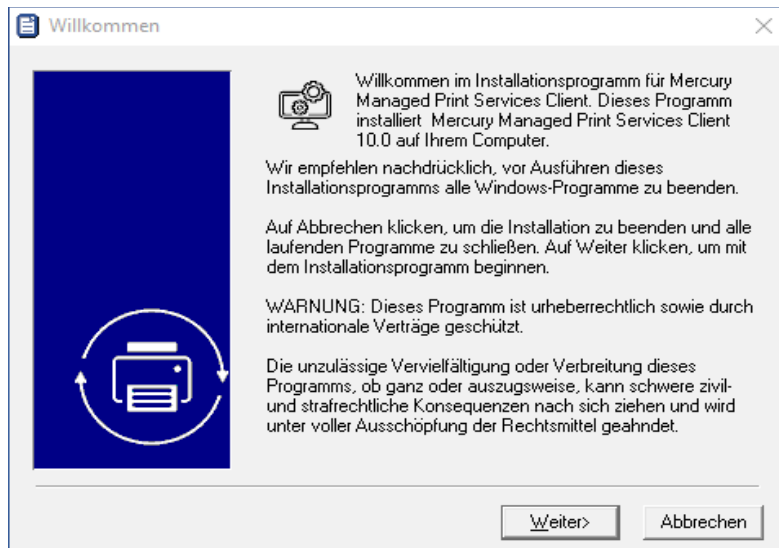 Willkommen
Willkommen im Installationsprogramm für Mercury
Managed Print Services Client. Dieses Programm
installiert  Mercury Managed Print Services Client
10.0 auf Ihrem Computer.
Wir empfehlen nachdrücklich, vor Ausführen dieses
Installationsprogramms alle Windows-Programme zu beenden.
Auf Abbrechen klicken, um die Installation zu beenden und alle
laufenden Programme zu schließen. Auf Weiter klicken, um mit
dem Installationsprogramm beginnen.
WARNUNG: Dieses Programm ist urheberrechtlich sowie durch
internationale Verträge geschützt.
Die unzulässige Vervielfältigung oder Verbreitung dieses
Programms, ob ganz oder auszugsweise, kann schwere zivil-
und strafrechtliche Konsequenzen nach sich ziehen und wird
unter voller Ausschöpfung der Rechtsmittel geahndet.
Weiter>
Abbrechen